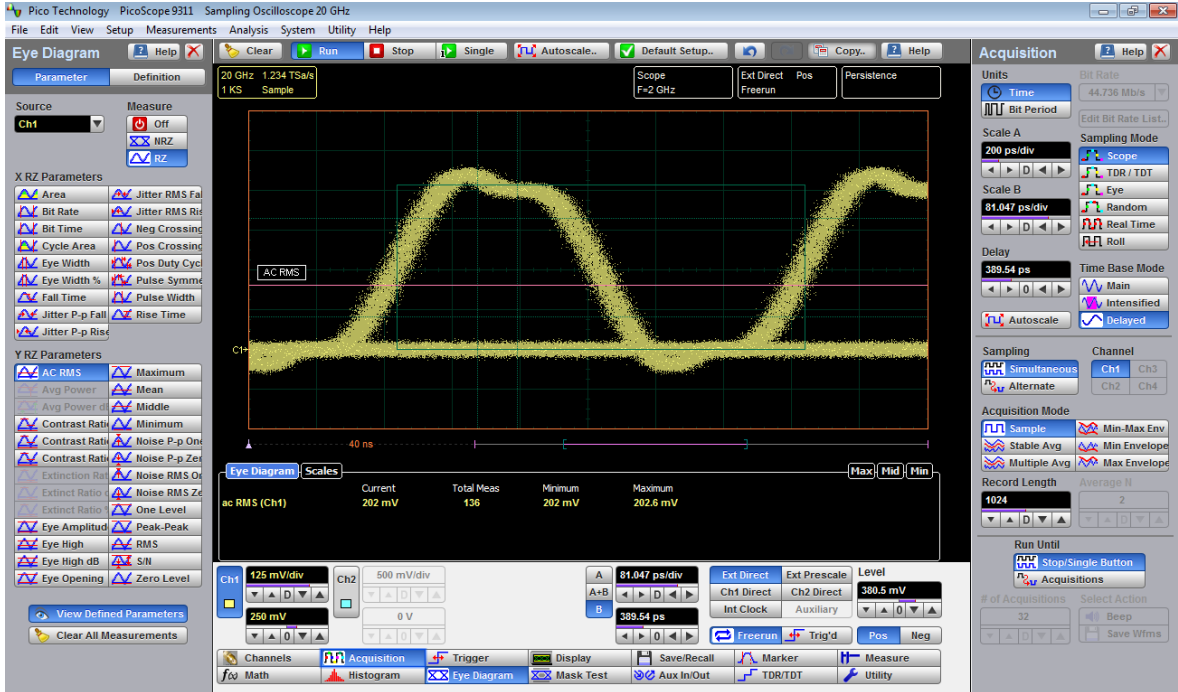 Pico Technology PicoScope 9311 Sampling Oscilloscope 20 GHz
File Edit View Setup Measurements Analysis System Utility Help
Eye Diagram Help
Parameter Definition
Source Measure
Ch1 Off
NRZ
RZ
X RZ Parameters
Area Jitter RMS Fal
Bit Rate Jitter RMS Ris
Bit Time Neg Crossing
Cycle Area Pos Crossing
Eye Width Pos Duty Cyc
Eye Width % Pulse Symme
Fall Time Pulse Width
Jitter P-p Fall Rise Time
Jitter P-p Rise
Y RZ Parameters
AC RMS Maximum
Avg Power Mean
Avg Power dB Middle
Contrast Rati Minimum
Contrast Rati Noise P-p One
Contrast Rati Noise P-p Zer
Extinction Rat Noise RMS On
Extinct Ratio Noise RMS Ze
Extinct Ratio One Level
Eye Amplitud Peak-Peak
Eye High RMS
Eye High dB S/N
Eye Opening Zero Level
View Defined Parameters
Clear All Measurements
Clear Run Stop Single Autoscale.. Default Setup.. Copy.. Help
20 GHz 1.234 TSa/s
1 KS Sample
Scope
F=2 GHz
Ext Direct Pos
Freerun
Persistence
AC RMS
C1
40 ns
Eye Diagram Scales Max Mid Min
Current Total Meas Minimum Maximum
ac RMS (Ch1) 202 mV 136 202 mV 202.6 mV
Ch1 125 mV/div
D
250 mV
0
Ch2 500 mV/div
D
0 V
0
A 81.047 ps/div
A+B D
B 389.54 ps
0
Ext Direct Ext Prescale
Ch1 Direct Ch2 Direct
Int Clock Auxiliary
Freerun Trig'd
Level
380.5 mV
0
Pos Neg
Channels Acquisition Trigger Display Save/Recall Marker Measure
f(x) Math Histogram Eye Diagram Mask Test Aux In/Out TDR/TDT Utility
Acquisition Help
Units Bit Rate
Time 44.736 Mb/s
Bit Period Edit Bit Rate List..
Scale A Sampling Mode
200 ps/div Scope
D TDR / TDT
Scale B Eye
81.047 ps/div Random
D Real Time
Roll
Delay
389.54 ps Time Base Mode
0 Main
Intensified
Autoscale Delayed
Sampling Channel
Simultaneous Ch1 Ch3
Alternate Ch2 Ch4
Acquisition Mode
Sample Min-Max Env
Stable Avg Min Envelope
Multiple Avg Max Envelope
Record Length Average N
1024 2
D D
Run Until
Stop/Single Button
Acquisitions
# of Acquisitions Select Action
32 Beep
D Save Wfms